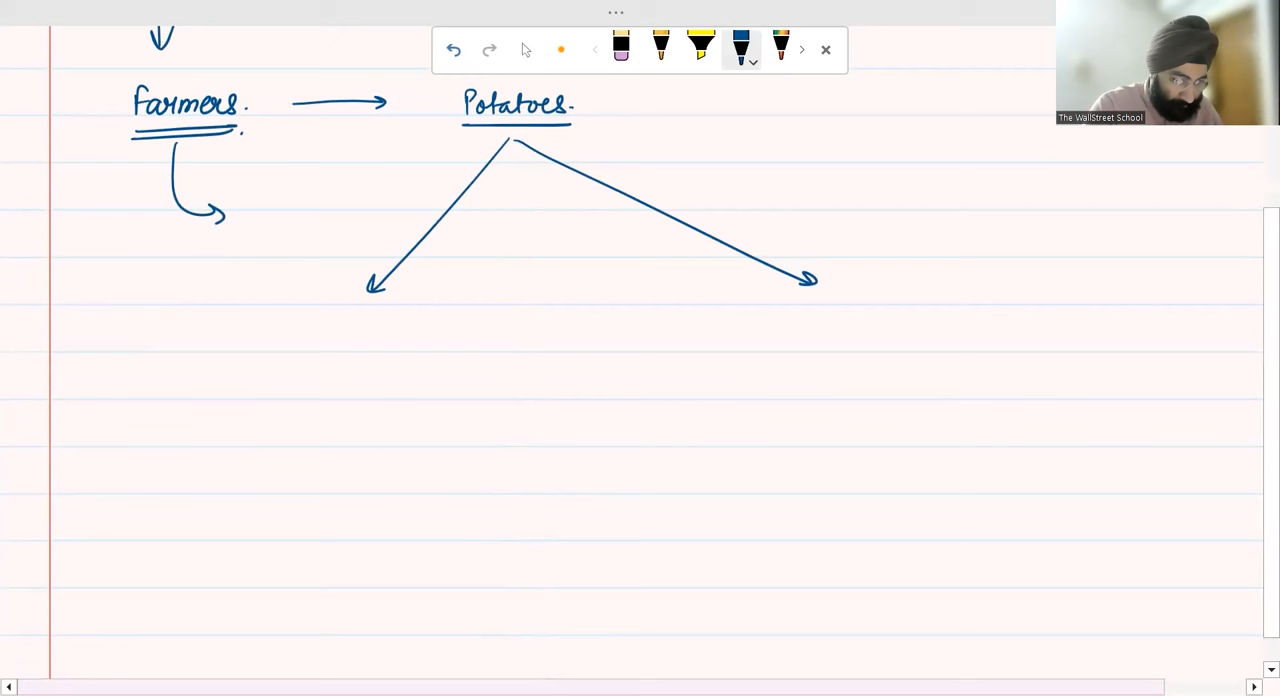 Farmers. → Potatoes.
The WallStreet School